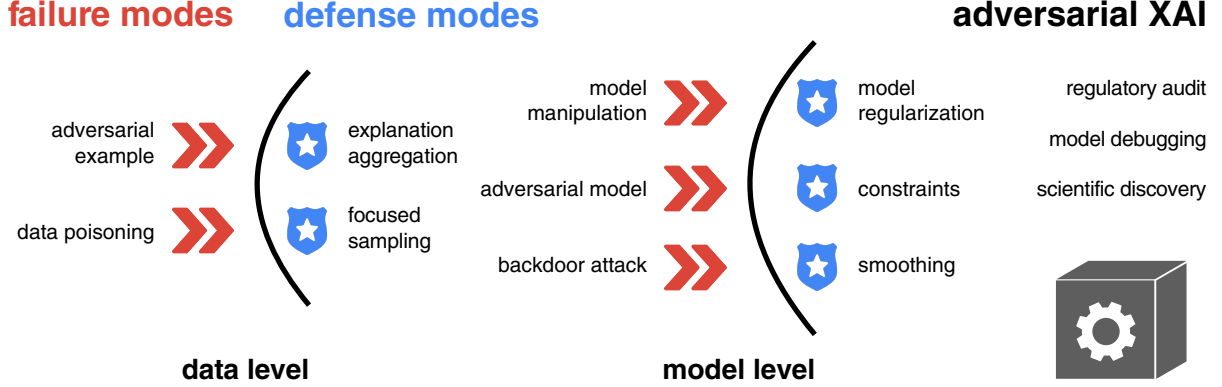 failure modes
defense modes
adversarial XAI
adversarial
example
explanation
aggregation
data poisoning
focused
sampling
data level
model
manipulation
model
regularization
adversarial model
constraints
backdoor attack
smoothing
model level
regulatory audit
model debugging
scientific discovery